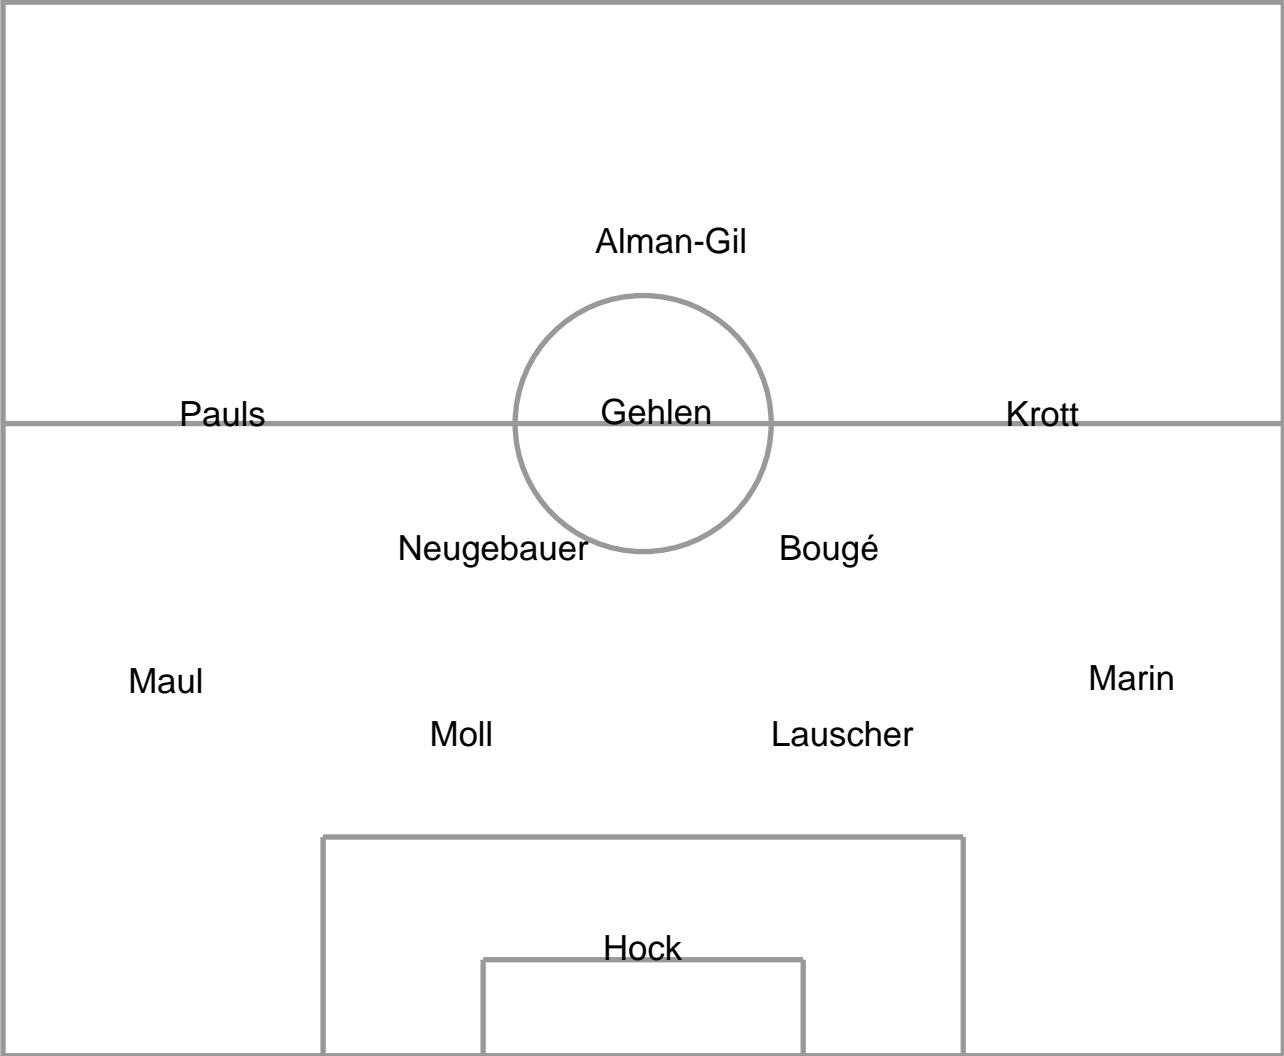 Alman-Gil
Pauls
Gehlen
Krott
Neugebauer
Bougé
Maul
Marin
Moll
Lauscher
Hock